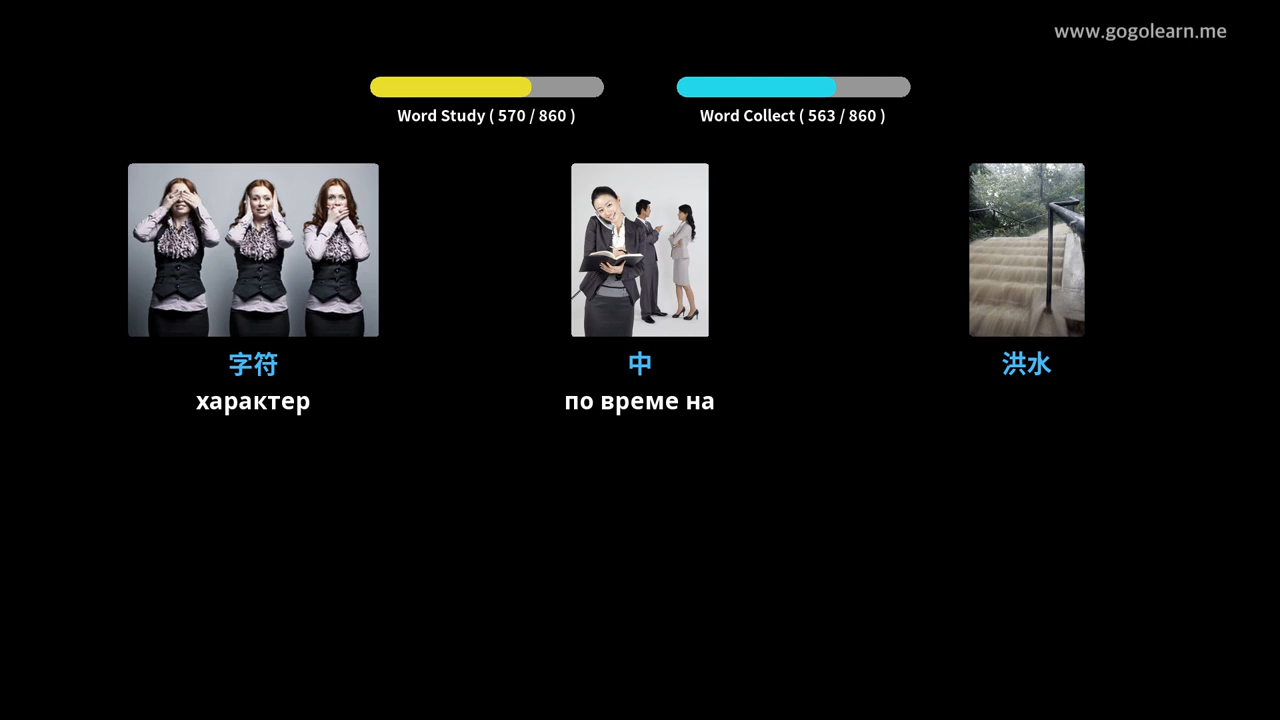 www.gogolearn.me
Word Study ( 570 / 860 )
Word Collect ( 563 / 860 )
字符
中
洪水
характер
по време на